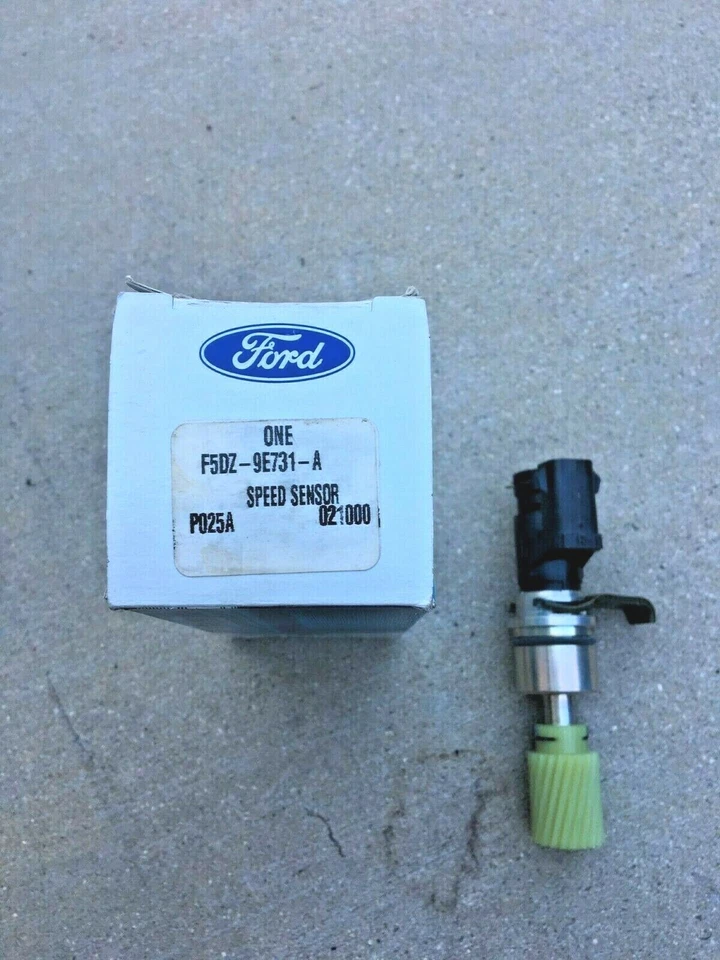 Ford
ONE
F5DZ-9E731-A
SPEED SENSOR
P025A 021000